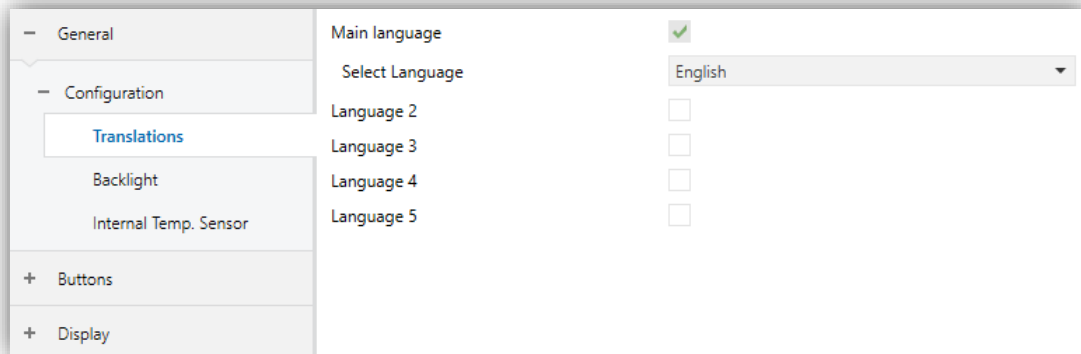 General
Configuration
Translations
Backlight
Internal Temp. Sensor
Buttons
Display
Main language
Select Language
English
Language 2
Language 3
Language 4
Language 5